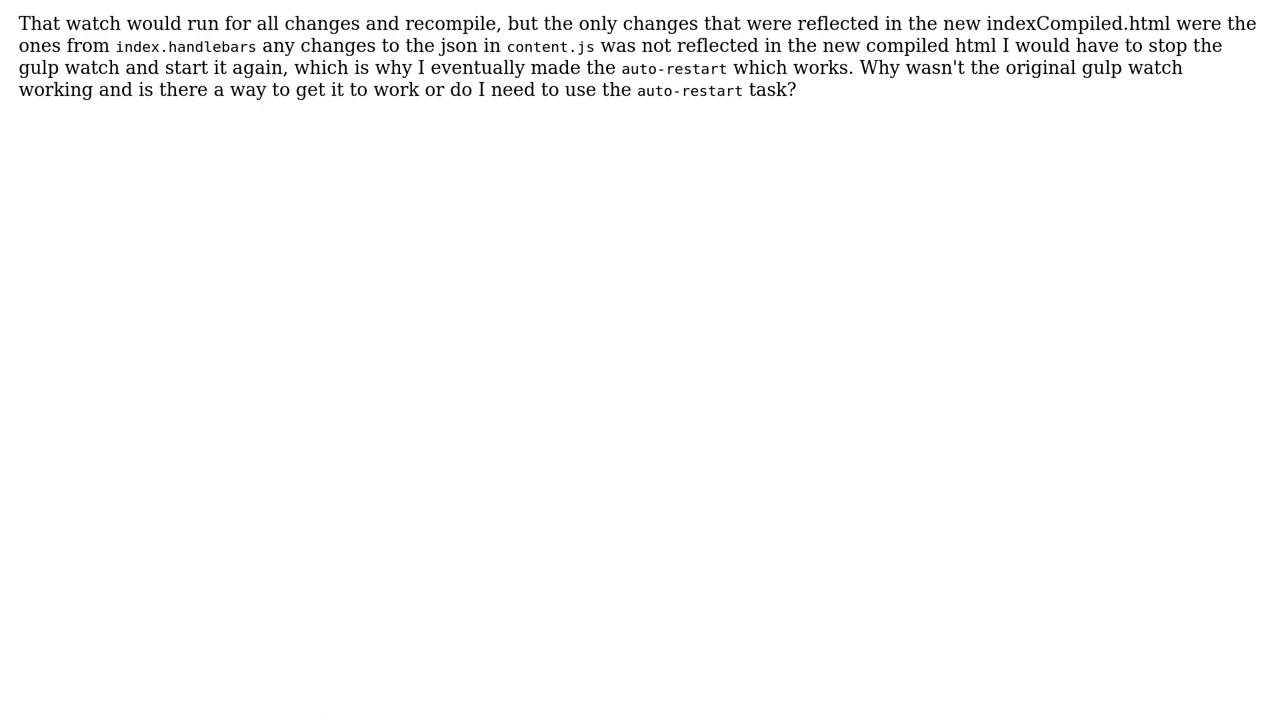 That watch would run for all changes and recompile, but the only changes that were reflected in the new indexCompiled.html were the
ones from index.handlebars any changes to the json in content.js was not reflected in the new compiled html I would have to stop the
gulp watch and start it again, which is why I eventually made the auto-restart which works. Why wasn't the original gulp watch
working and is there a way to get it to work or do I need to use the auto-restart task?